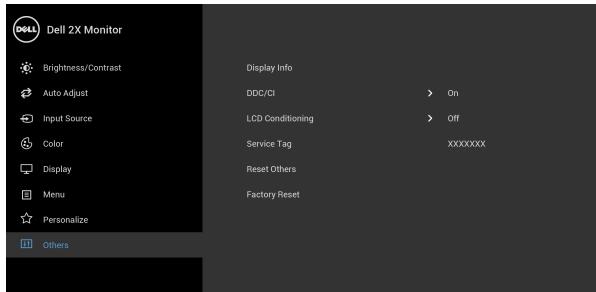 DELL Dell 2X Monitor
Brightness/Contrast
Auto Adjust
Input Source
Color
Display
Menu
Personalize
Others
Display Info
DDC/CI > On
LCD Conditioning > Off
Service Tag XXXXXXX
Reset Others
Factory Reset